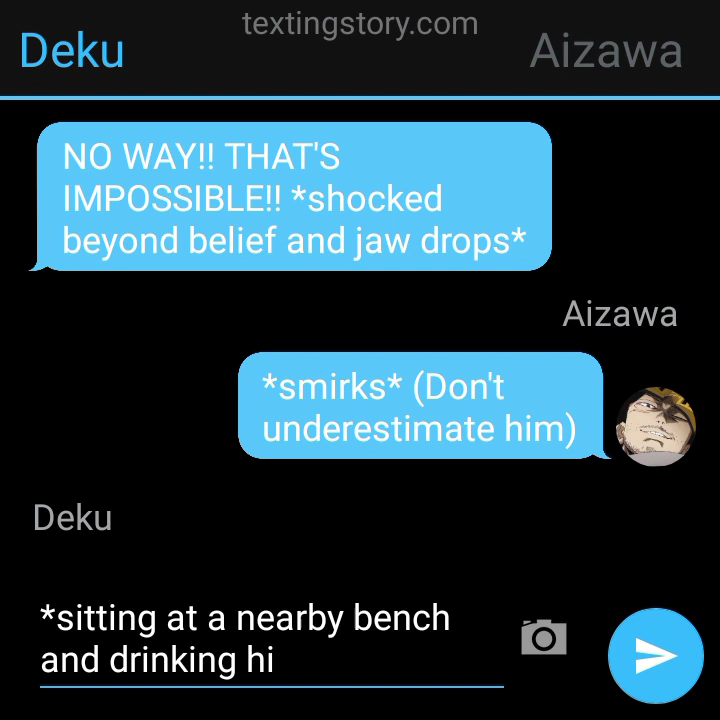 textingstory.com
Deku
Aizawa
NO WAY!! THAT'S
IMPOSSIBLE!! *shocked
beyond belief and jaw drops*
Aizawa
*smirks* (Don't
underestimate him)
Deku
*sitting at a nearby bench
and drinking hi